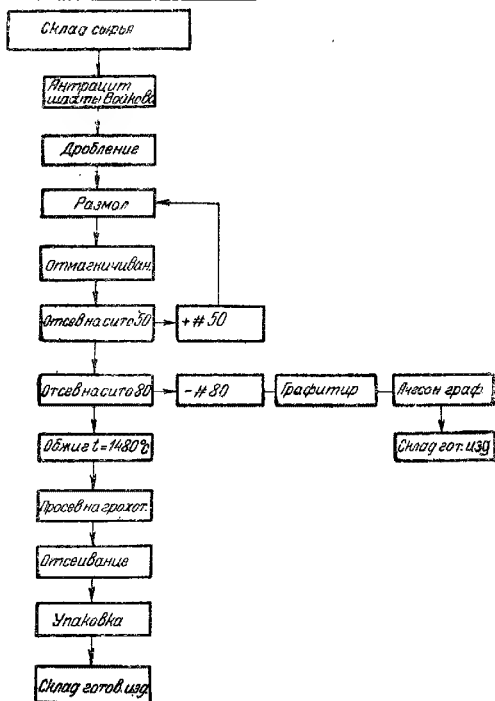 Склад сырья
Антрацит
шахты Войкова
Дробление
Размол
Отмагничиван.
Отсев на сито 50
+ # 50
Отсев на сито 80
- # 80
Графитир
Ачесон граф.
Обжиг t = 1480°С
Склад гот. изд
Просев на грохот.
Отсеивание
Упаковка
Склад готов. изд.